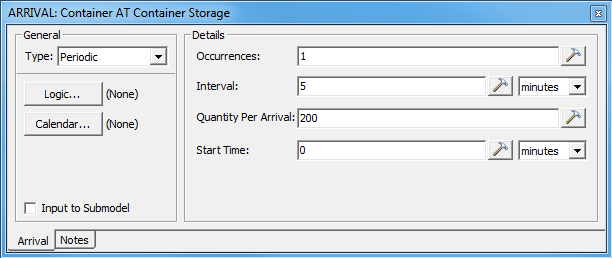 ARRIVAL: Container AT Container Storage
General
Type: Periodic
Logic... (None)
Calendar... (None)
Input to Submodel
Details
Occurrences: 1
Interval: 5 minutes
Quantity Per Arrival: 200
Start Time: 0 minutes
Arrival Notes